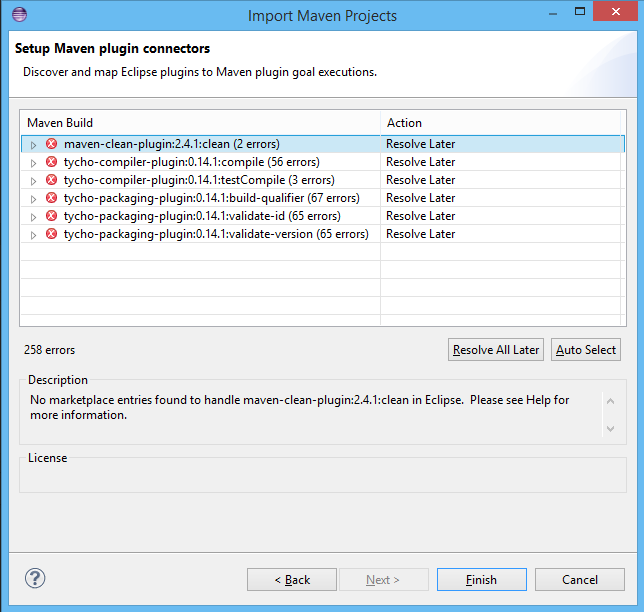 Import Maven Projects
Setup Maven plugin connectors
Discover and map Eclipse plugins to Maven plugin goal executions.
Maven Build Action
maven-clean-plugin:2.4.1:clean (2 errors) Resolve Later
tycho-compiler-plugin:0.14.1:compile (56 errors) Resolve Later
tycho-compiler-plugin:0.14.1:testCompile (3 errors) Resolve Later
tycho-packaging-plugin:0.14.1:build-qualifier (67 errors) Resolve Later
tycho-packaging-plugin:0.14.1:validate-id (65 errors) Resolve Later
tycho-packaging-plugin:0.14.1:validate-version (65 errors) Resolve Later
258 errors Resolve All Later Auto Select
Description
No marketplace entries found to handle maven-clean-plugin:2.4.1:clean in Eclipse.  Please see Help for
more information.
License
? < Back Next > Finish Cancel